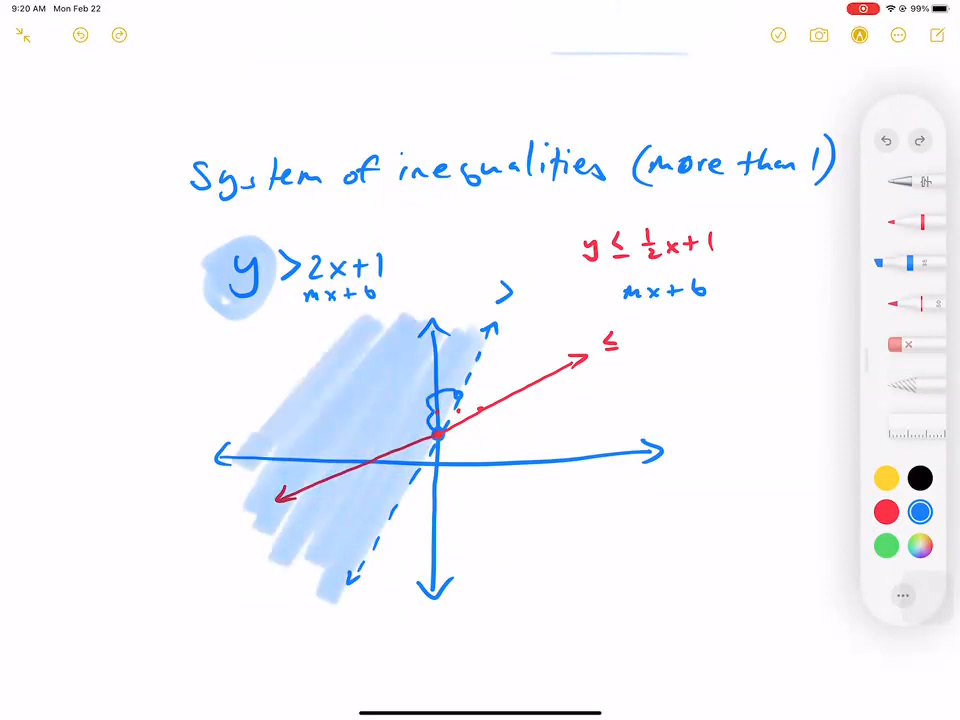 9:20 AM Mon Feb 22
99%
System of inequalities (more than 1)
y > 2x+1
mx+b
y ≤ ½x+1
mx+b
>
≤